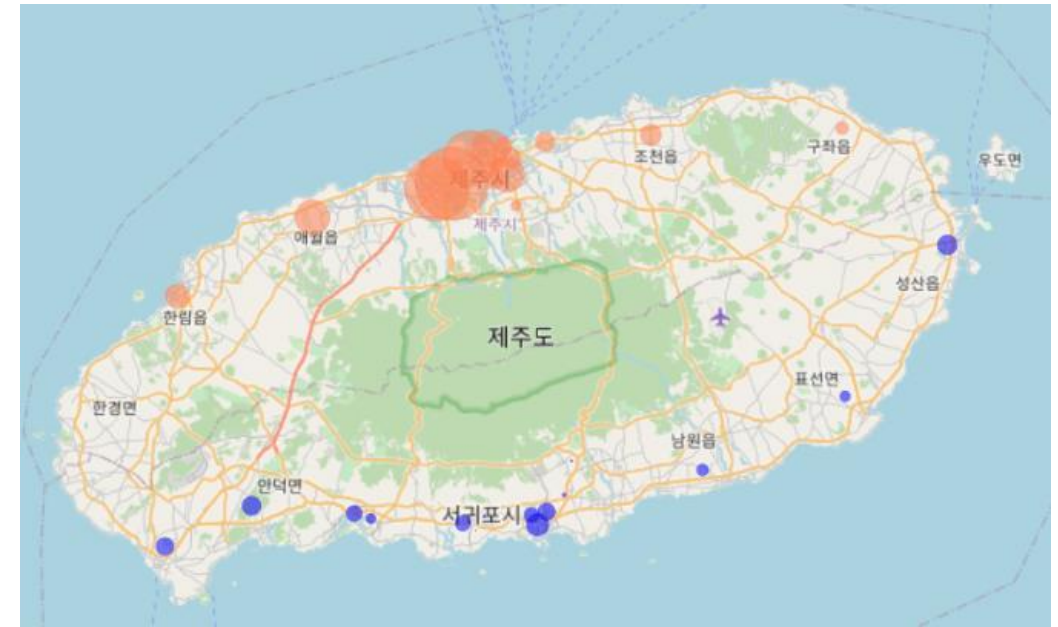 구좌읍
조천읍
우도면
제주시
제주시
애월읍
성산읍
한림읍
제주도
표선면
한경면
남원읍
안덕면
서귀포시